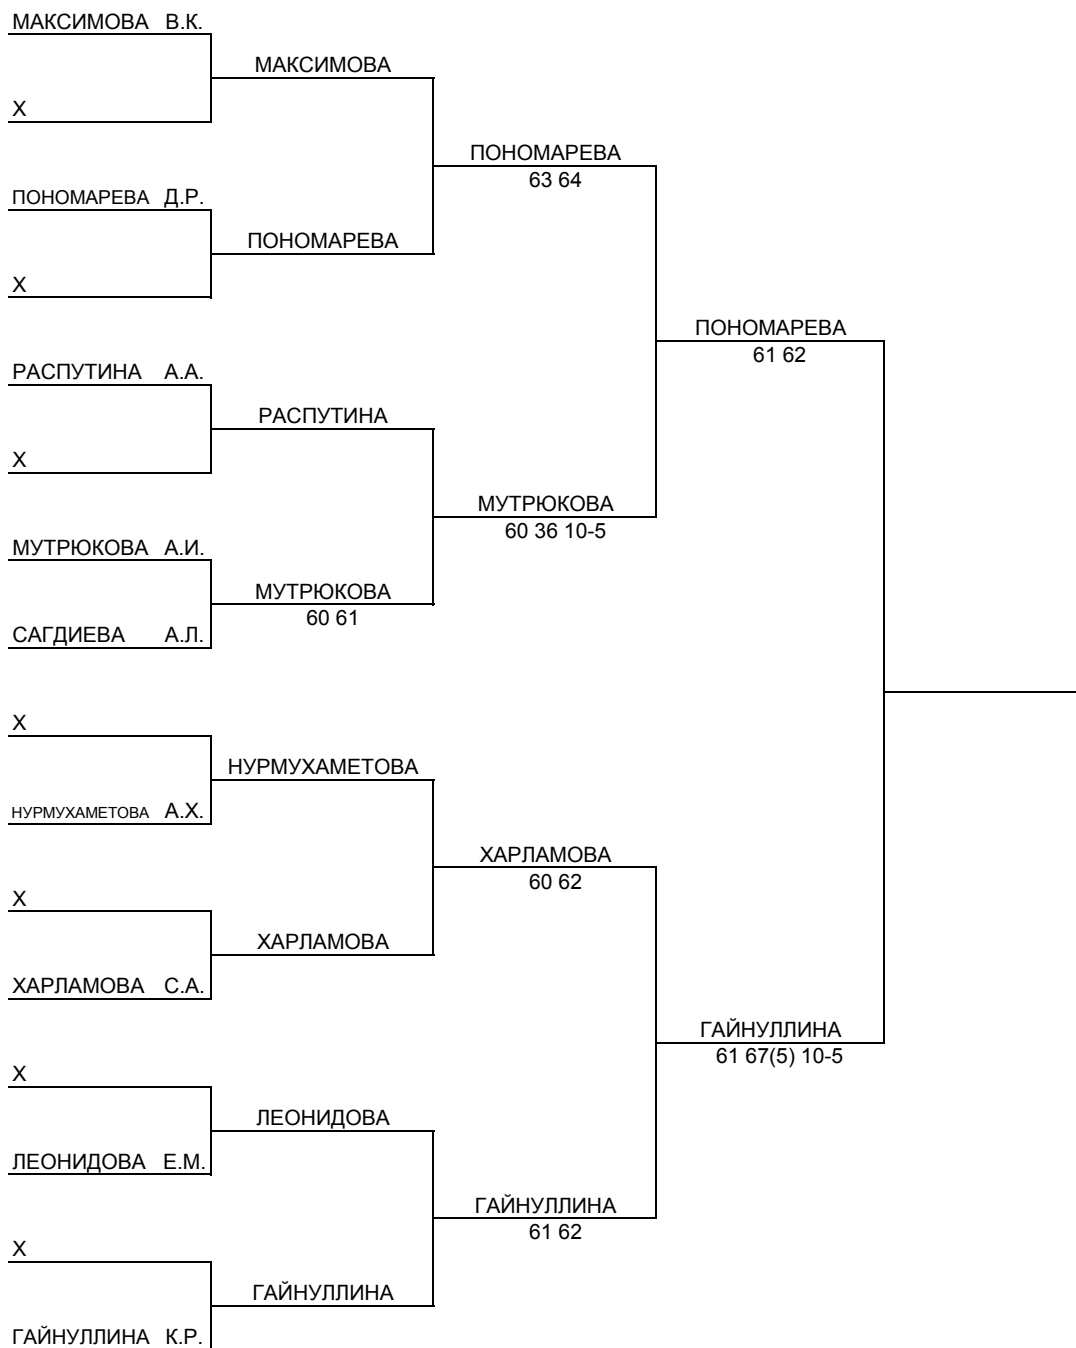 МАКСИМОВА В.К.
МАКСИМОВА
Х
ПОНОМАРЕВА
63 64
ПОНОМАРЕВА Д.Р.
ПОНОМАРЕВА
Х
ПОНОМАРЕВА
61 62
РАСПУТИНА А.А.
РАСПУТИНА
Х
МУТРЮКОВА
60 36 10-5
МУТРЮКОВА А.И.
МУТРЮКОВА
60 61
САГДИЕВА А.Л.
Х
НУРМУХАМЕТОВА
НУРМУХАМЕТОВА А.Х.
ХАРЛАМОВА
60 62
Х
ХАРЛАМОВА
ХАРЛАМОВА С.А.
ГАЙНУЛЛИНА
61 67(5) 10-5
Х
ЛЕОНИДОВА
ЛЕОНИДОВА Е.М.
ГАЙНУЛЛИНА
61 62
Х
ГАЙНУЛЛИНА
ГАЙНУЛЛИНА К.Р.